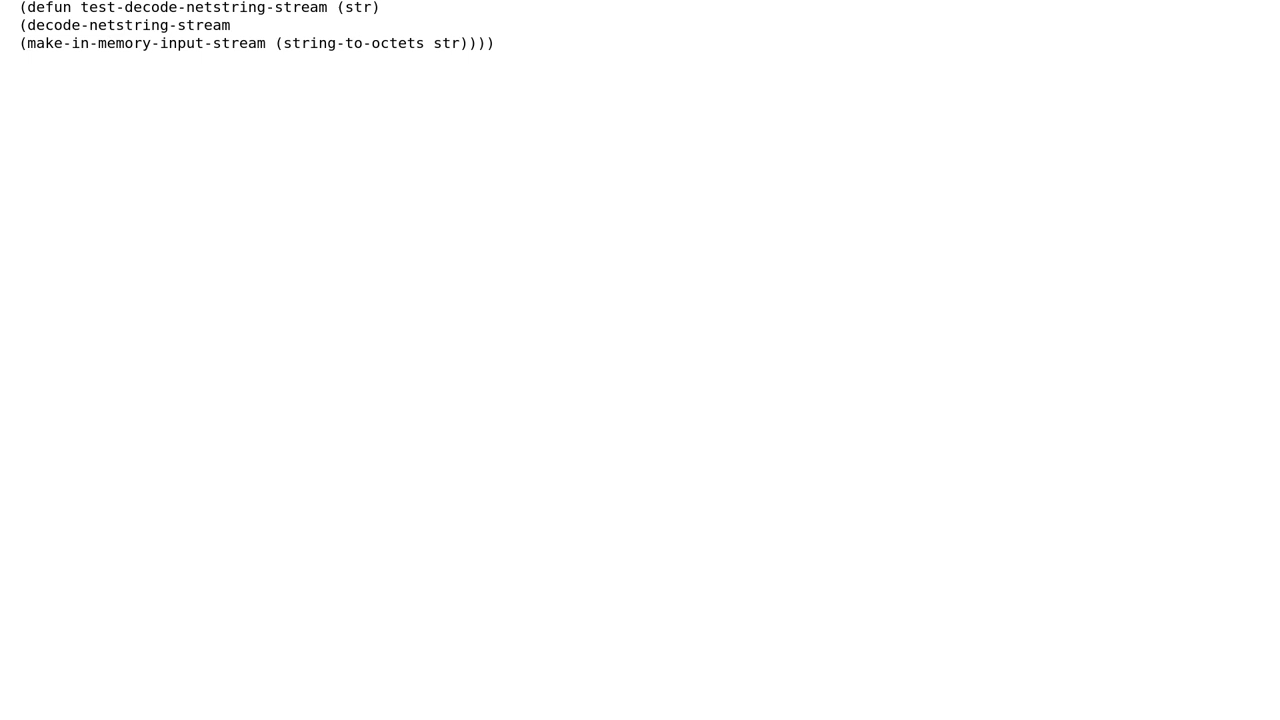 (defun test-decode-netstring-stream (str)
(decode-netstring-stream
(make-in-memory-input-stream (string-to-octets str))))